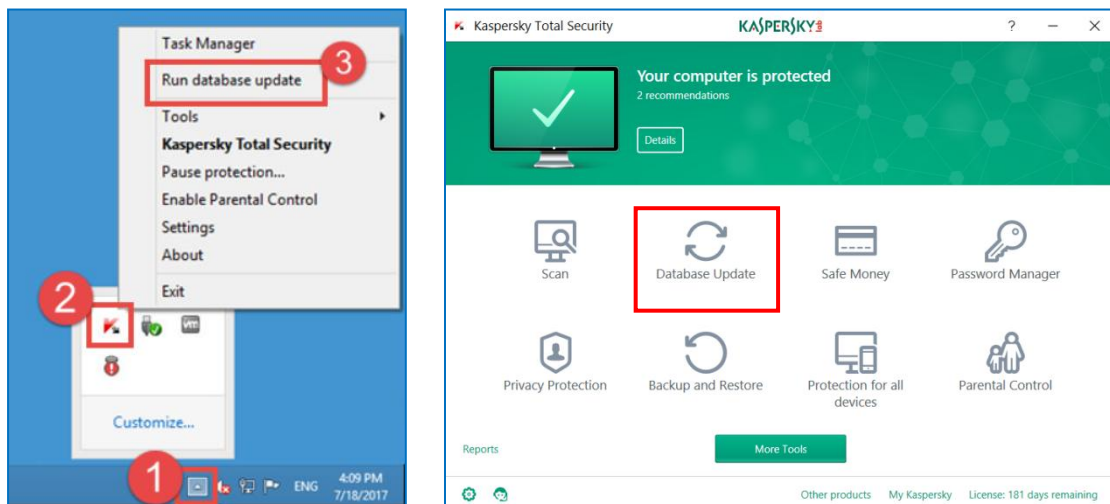 Task Manager
Run database update
3
Tools
Kaspersky Total Security
Pause protection...
Enable Parental Control
Settings
About
Exit
2
Customize...
1
ENG
4:09 PM
7/18/2017
Kaspersky Total Security
KASPERSKY
?
Your computer is protected
2 recommendations
Details
Scan
Database Update
Safe Money
Password Manager
Privacy Protection
Backup and Restore
Protection for all
devices
Parental Control
Reports
More Tools
Other products
My Kaspersky
License: 181 days remaining